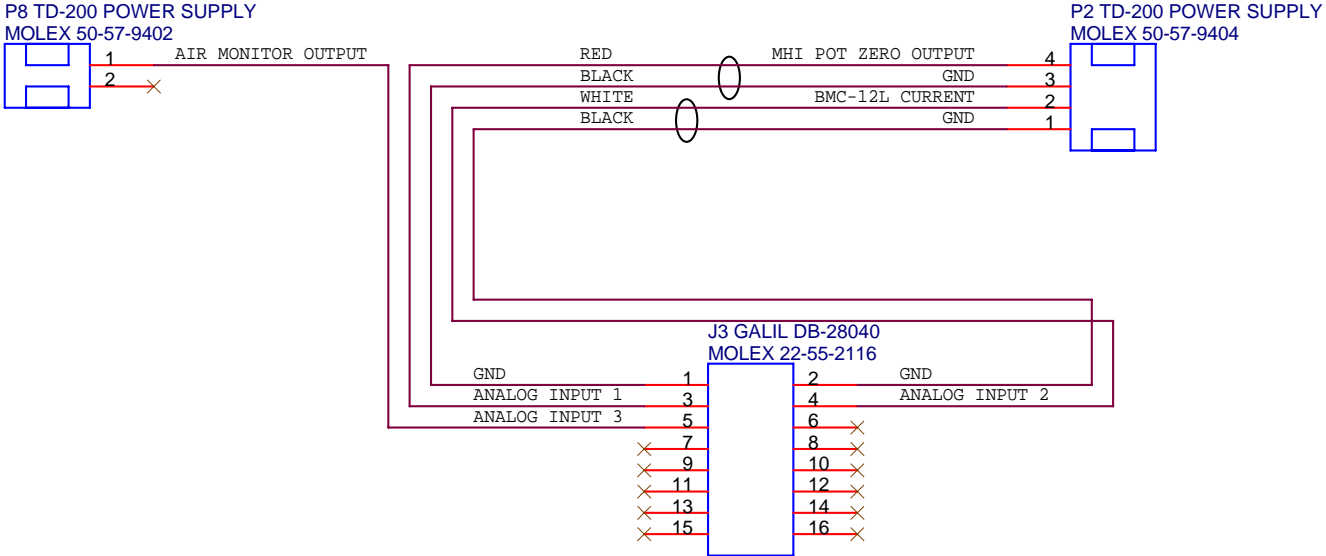 P8 TD-200 POWER SUPPLY
MOLEX 50-57-9402
1 AIR MONITOR OUTPUT
2
P2 TD-200 POWER SUPPLY
MOLEX 50-57-9404
RED MHI POT ZERO OUTPUT 4
BLACK GND 3
WHITE BMC-12L CURRENT 2
BLACK GND 1
J3 GALIL DB-28040
MOLEX 22-55-2116
GND 1 2 GND
ANALOG INPUT 1 3 4 ANALOG INPUT 2
ANALOG INPUT 3 5 6
7 8
9 10
11 12
13 14
15 16